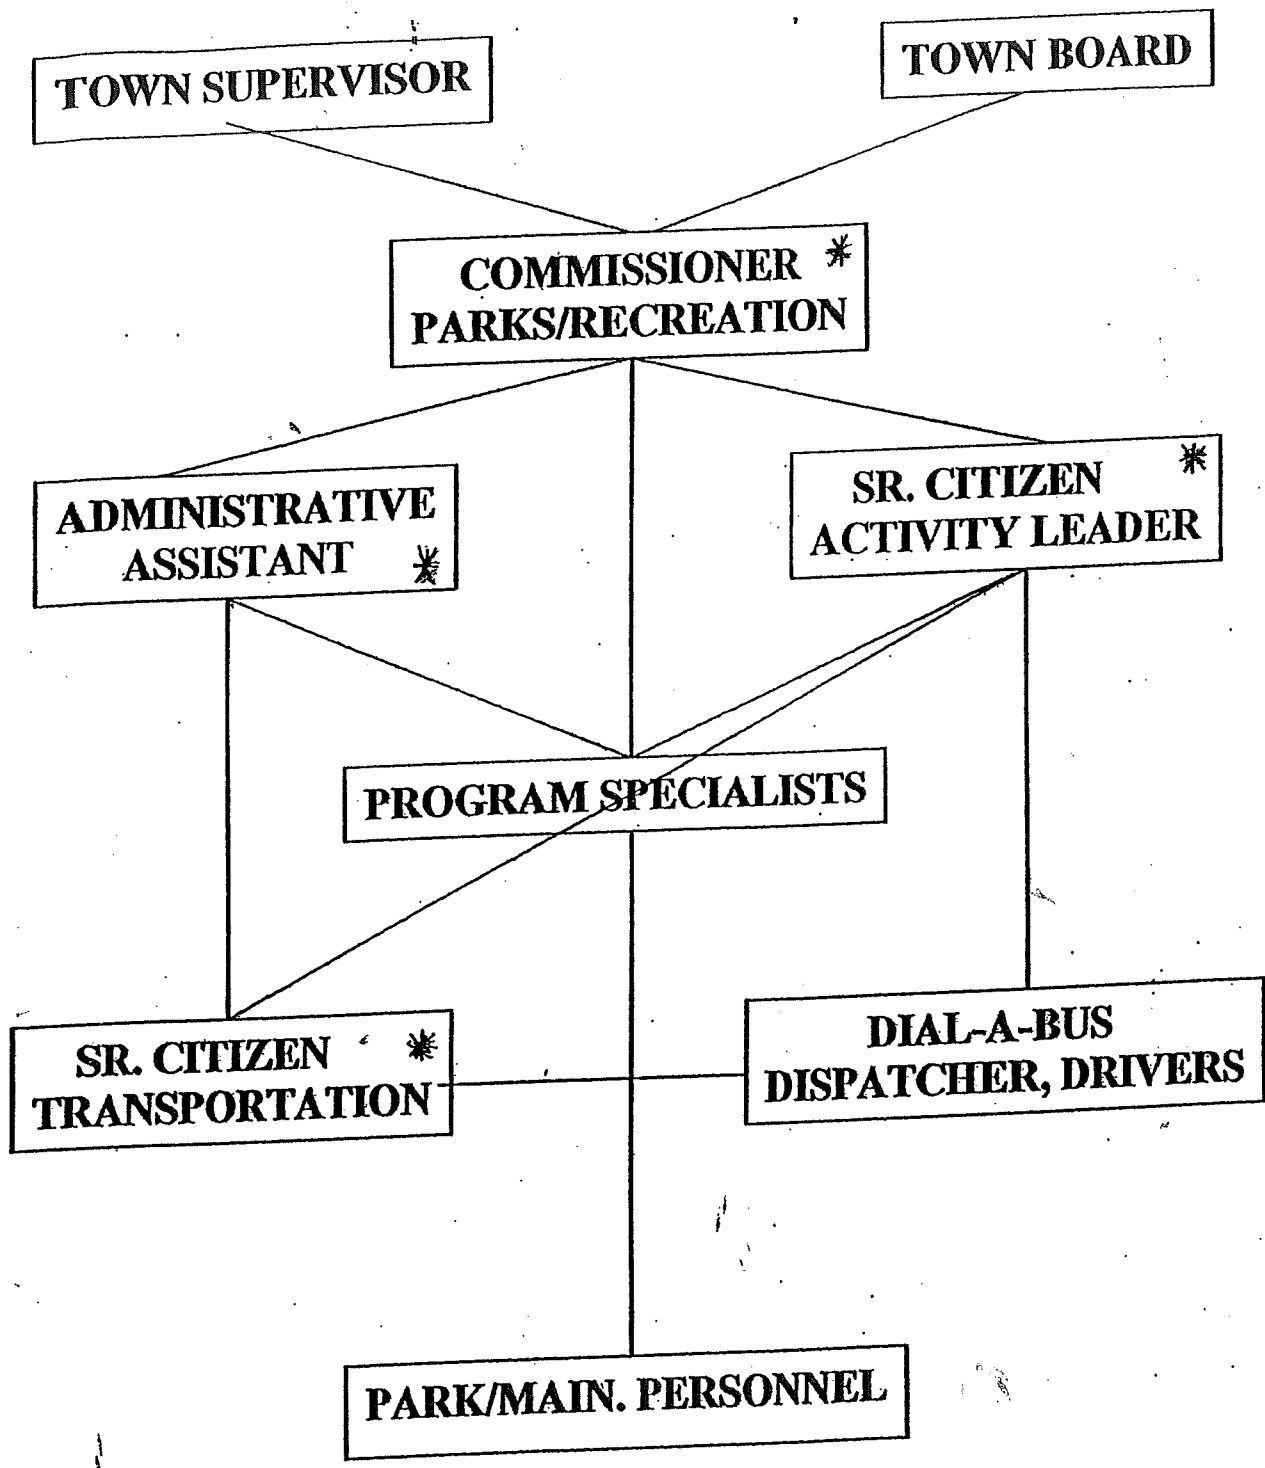 TOWN SUPERVISOR
TOWN BOARD
COMMISSIONER *
PARKS/RECREATION
ADMINISTRATIVE
ASSISTANT *
SR. CITIZEN *
ACTIVITY LEADER
PROGRAM SPECIALISTS
SR. CITIZEN *
TRANSPORTATION
DIAL-A-BUS
DISPATCHER, DRIVERS
PARK/MAIN. PERSONNEL